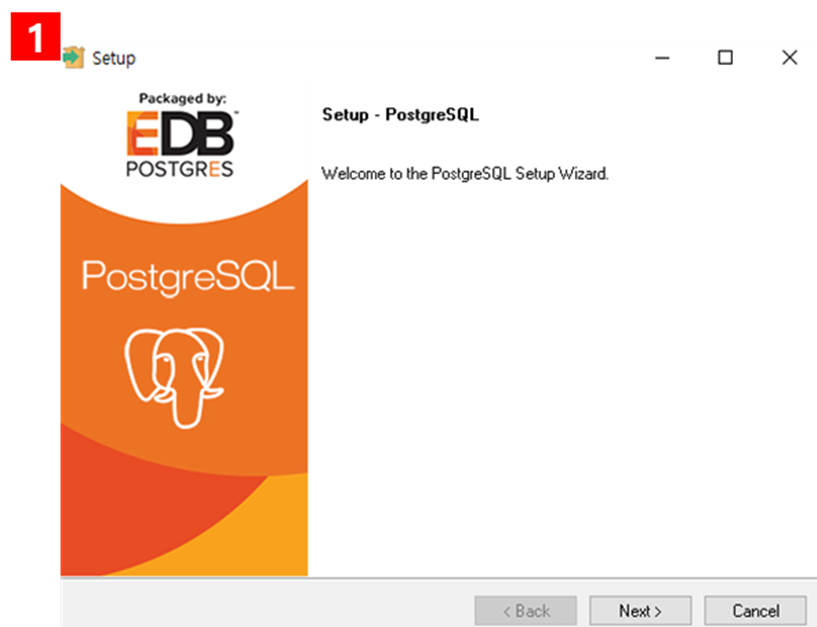 1
Setup
Packaged by:
EDB
POSTGRES
Setup - PostgreSQL
Welcome to the PostgreSQL Setup Wizard.
PostgreSQL
< Back
Next >
Cancel